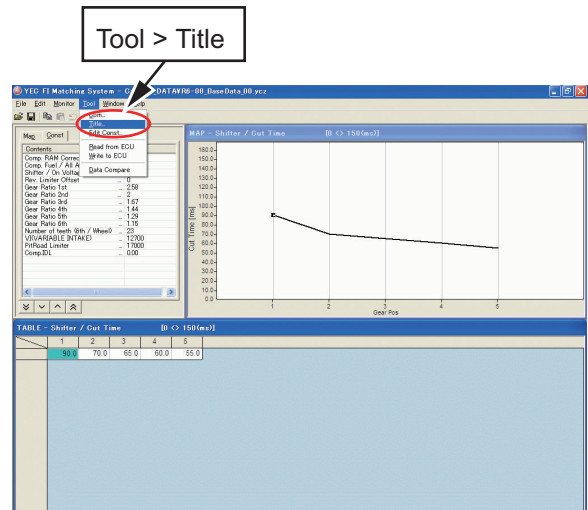 Tool > Title
YEC FI Matching System - C ¥DATA¥R6-08_BaseData_00.ycz
File Edit Monitor Tool Window
Com..
Title..
Edit Const..
Read from ECU
Write to ECU
Data Compare
Map Const
Contents
Comp. RAM Correc
Comp. Fuel / All A
Shifter / On Voltag
Rev. Limiter Offset ... 0
Gear Ratio 1st ... 2.58
Gear Ratio 2nd ... 2
Gear Ratio 3rd ... 1.67
Gear Ratio 4th ... 1.44
Gear Ratio 5th ... 1.29
Gear Ratio 6th ... 1.15
Number of teeth (6th / Wheel) ... 23
VI(VARIABLE INTAKE) ... 12700
PitRoad Limiter ... 17000
Comp.IDL ... 0.00
MAP - Shifter / Cut Time [0 <> 150(ms)]
Cut Time [ms]
160.0
150.0
140.0
130.0
120.0
110.0
100.0
90.0
80.0
70.0
60.0
50.0
40.0
30.0
20.0
10.0
0.0
1 2 3 4 5
Gear Pos
TABLE - Shifter / Cut Time [0 <> 150(ms)]
1 2 3 4 5
90.0 70.0 65.0 60.0 55.0